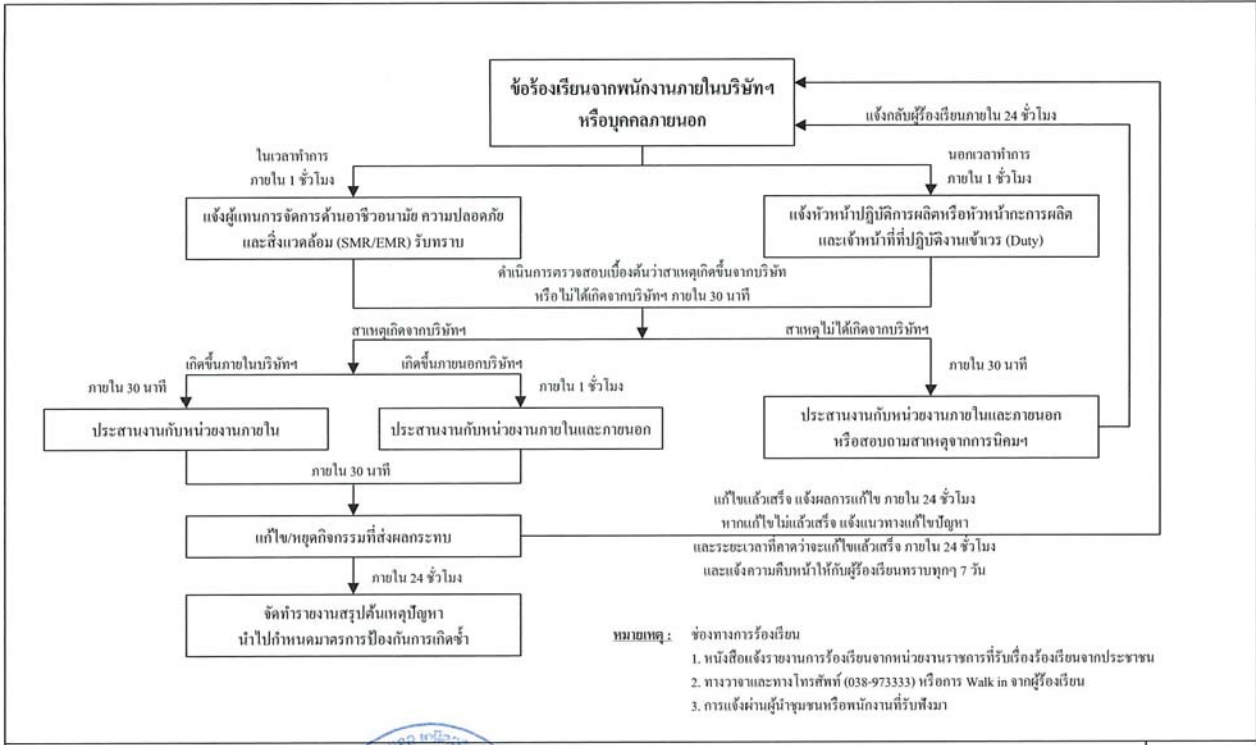 ข้อร้องเรียนจากพนักงานภายในบริษัทฯ
หรือบุคคลภายนอก
แจ้งกลับผู้ร้องเรียนภายใน 24 ชั่วโมง
ในเวลาทำการ
ภายใน 1 ชั่วโมง
นอกเวลาทำการ
ภายใน 1 ชั่วโมง
แจ้งผู้แทนการจัดการด้านอาชีวอนามัย ความปลอดภัย
และสิ่งแวดล้อม (SMR/EMR) รับทราบ
แจ้งหัวหน้าปฏิบัติการผลิตหรือหัวหน้ากะการผลิต
และเจ้าหน้าที่ที่ปฏิบัติงานเข้าเวร (Duty)
ดำเนินการตรวจสอบเบื้องต้นว่าสาเหตุเกิดขึ้นจากบริษัท
หรือไม่ได้เกิดจากบริษัทฯ ภายใน 30 นาที
สาเหตุเกิดจากบริษัทฯ
สาเหตุไม่ได้เกิดจากบริษัทฯ
เกิดขึ้นภายในบริษัทฯ
เกิดขึ้นภายนอกบริษัทฯ
ภายใน 30 นาที
ภายใน 1 ชั่วโมง
ภายใน 30 นาที
ประสานงานกับหน่วยงานภายใน
ประสานงานกับหน่วยงานภายในและภายนอก
ประสานงานกับหน่วยงานภายในและภายนอก
หรือสอบถามสาเหตุจากการนิคมฯ
ภายใน 30 นาที
แก้ไข/หยุดกิจกรรมที่ส่งผลกระทบ
แก้ไขแล้วเสร็จ แจ้งผลการแก้ไข ภายใน 24 ชั่วโมง
หากแก้ไขไม่แล้วเสร็จ แจ้งแนวทางแก้ไขปัญหา
และระยะเวลาที่คาดว่าจะแก้ไขแล้วเสร็จ ภายใน 24 ชั่วโมง
และแจ้งความคืบหน้าให้กับผู้ร้องเรียนทราบทุกๆ 7 วัน
ภายใน 24 ชั่วโมง
จัดทำรายงานสรุปต้นเหตุปัญหา
นำไปกำหนดมาตรการป้องกันการเกิดซ้ำ
หมายเหตุ : ช่องทางการร้องเรียน
1. หนังสือแจ้งรายงานการร้องเรียนจากหน่วยงานราชการที่รับเรื่องร้องเรียนจากประชาชน
2. ทางวาจาและทางโทรศัพท์ (038-973333) หรือการ Walk in จากผู้ร้องเรียน
3. การแจ้งผ่านผู้นำชุมชนหรือพนักงานที่รับฟังมา